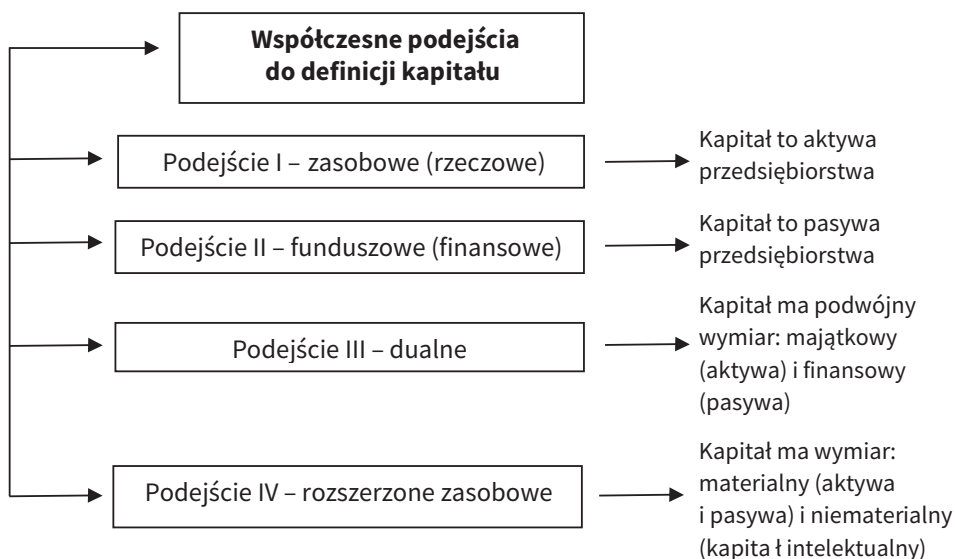 Współczesne podejścia
do definicji kapitału
Podejście I – zasobowe (rzeczowe)
Kapitał to aktywa
przedsiębiorstwa
Podejście II – funduszowe (finansowe)
Kapitał to pasywa
przedsiębiorstwa
Podejście III – dualne
Kapitał ma podwójny
wymiar: majątkowy
(aktywa) i finansowy
(pasywa)
Podejście IV – rozszerzone zasobowe
Kapitał ma wymiar:
materialny (aktywa
i pasywa) i niematerialny
(kapita ł intelektualny)